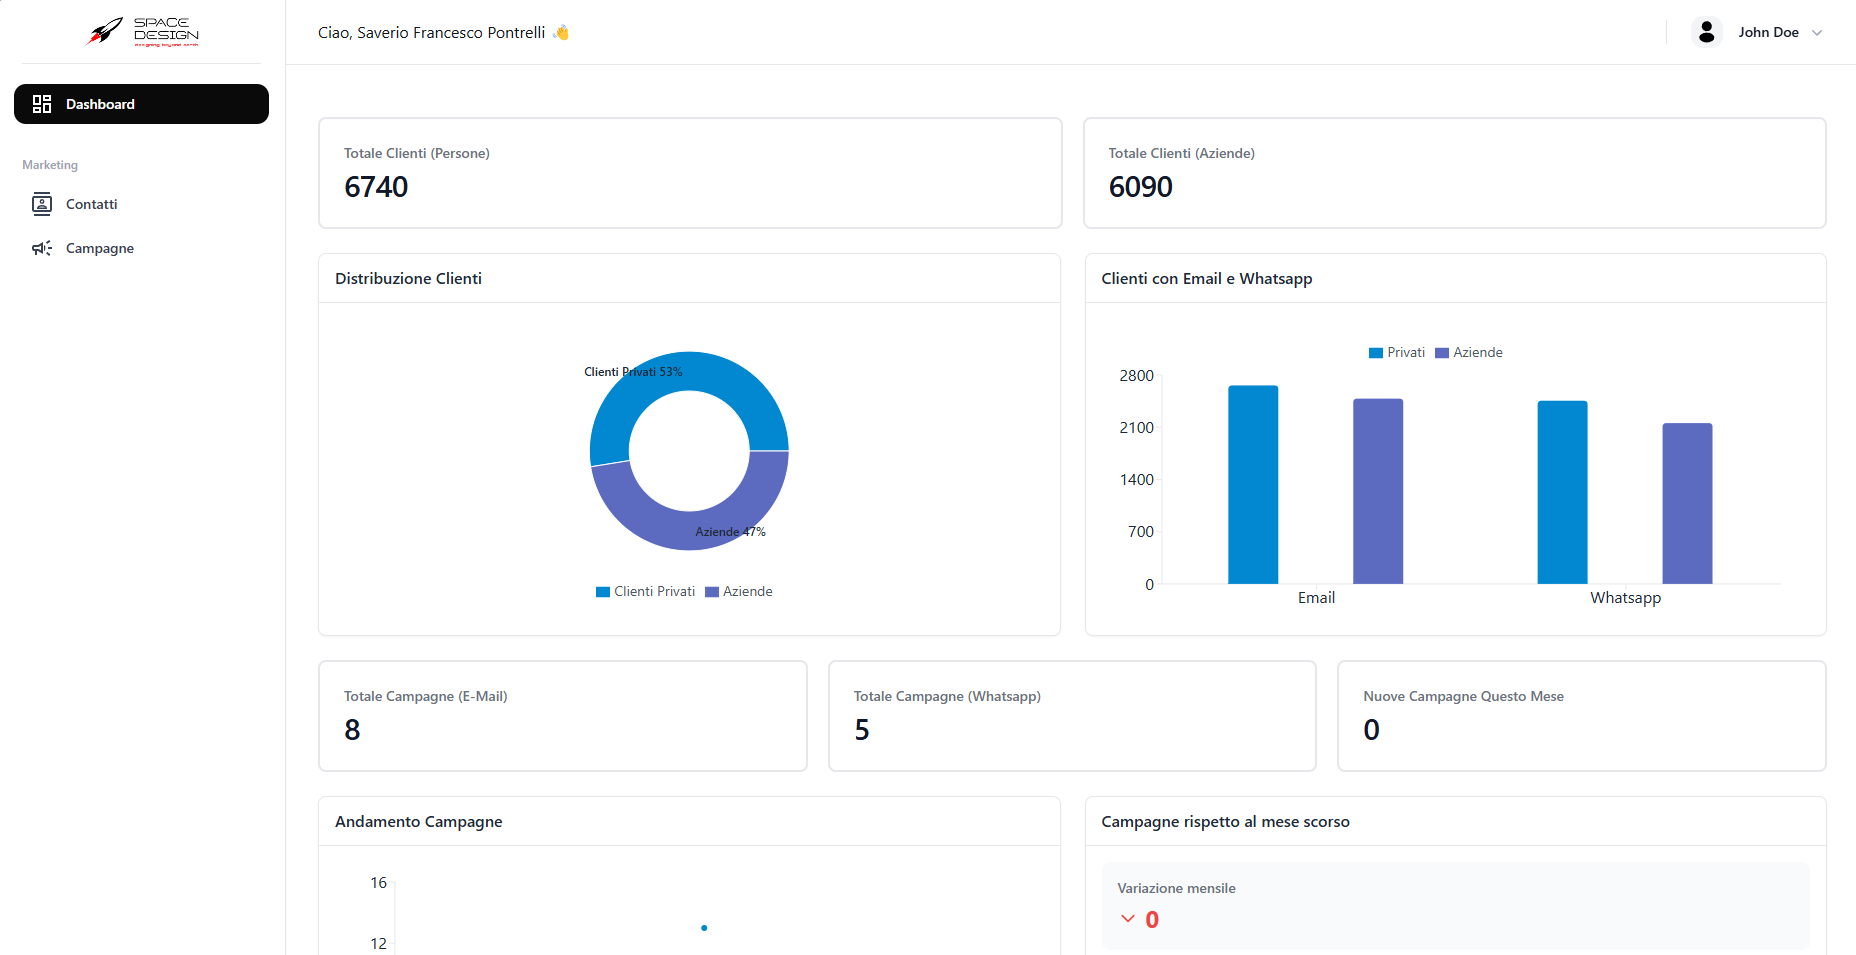 SPACE
DESIGN
designing beyond earth
Ciao, Saverio Francesco Pontrelli 👋
John Doe
Dashboard
Marketing
Contatti
Campagne
Totale Clienti (Persone)
6740
Totale Clienti (Aziende)
6090
Distribuzione Clienti
Clienti Privati 53%
Aziende 47%
Clienti Privati
Aziende
Clienti con Email e Whatsapp
Privati
Aziende
2800
2100
1400
700
0
Email
Whatsapp
Totale Campagne (E-Mail)
8
Totale Campagne (Whatsapp)
5
Nuove Campagne Questo Mese
0
Andamento Campagne
16
12
Campagne rispetto al mese scorso
Variazione mensile
0